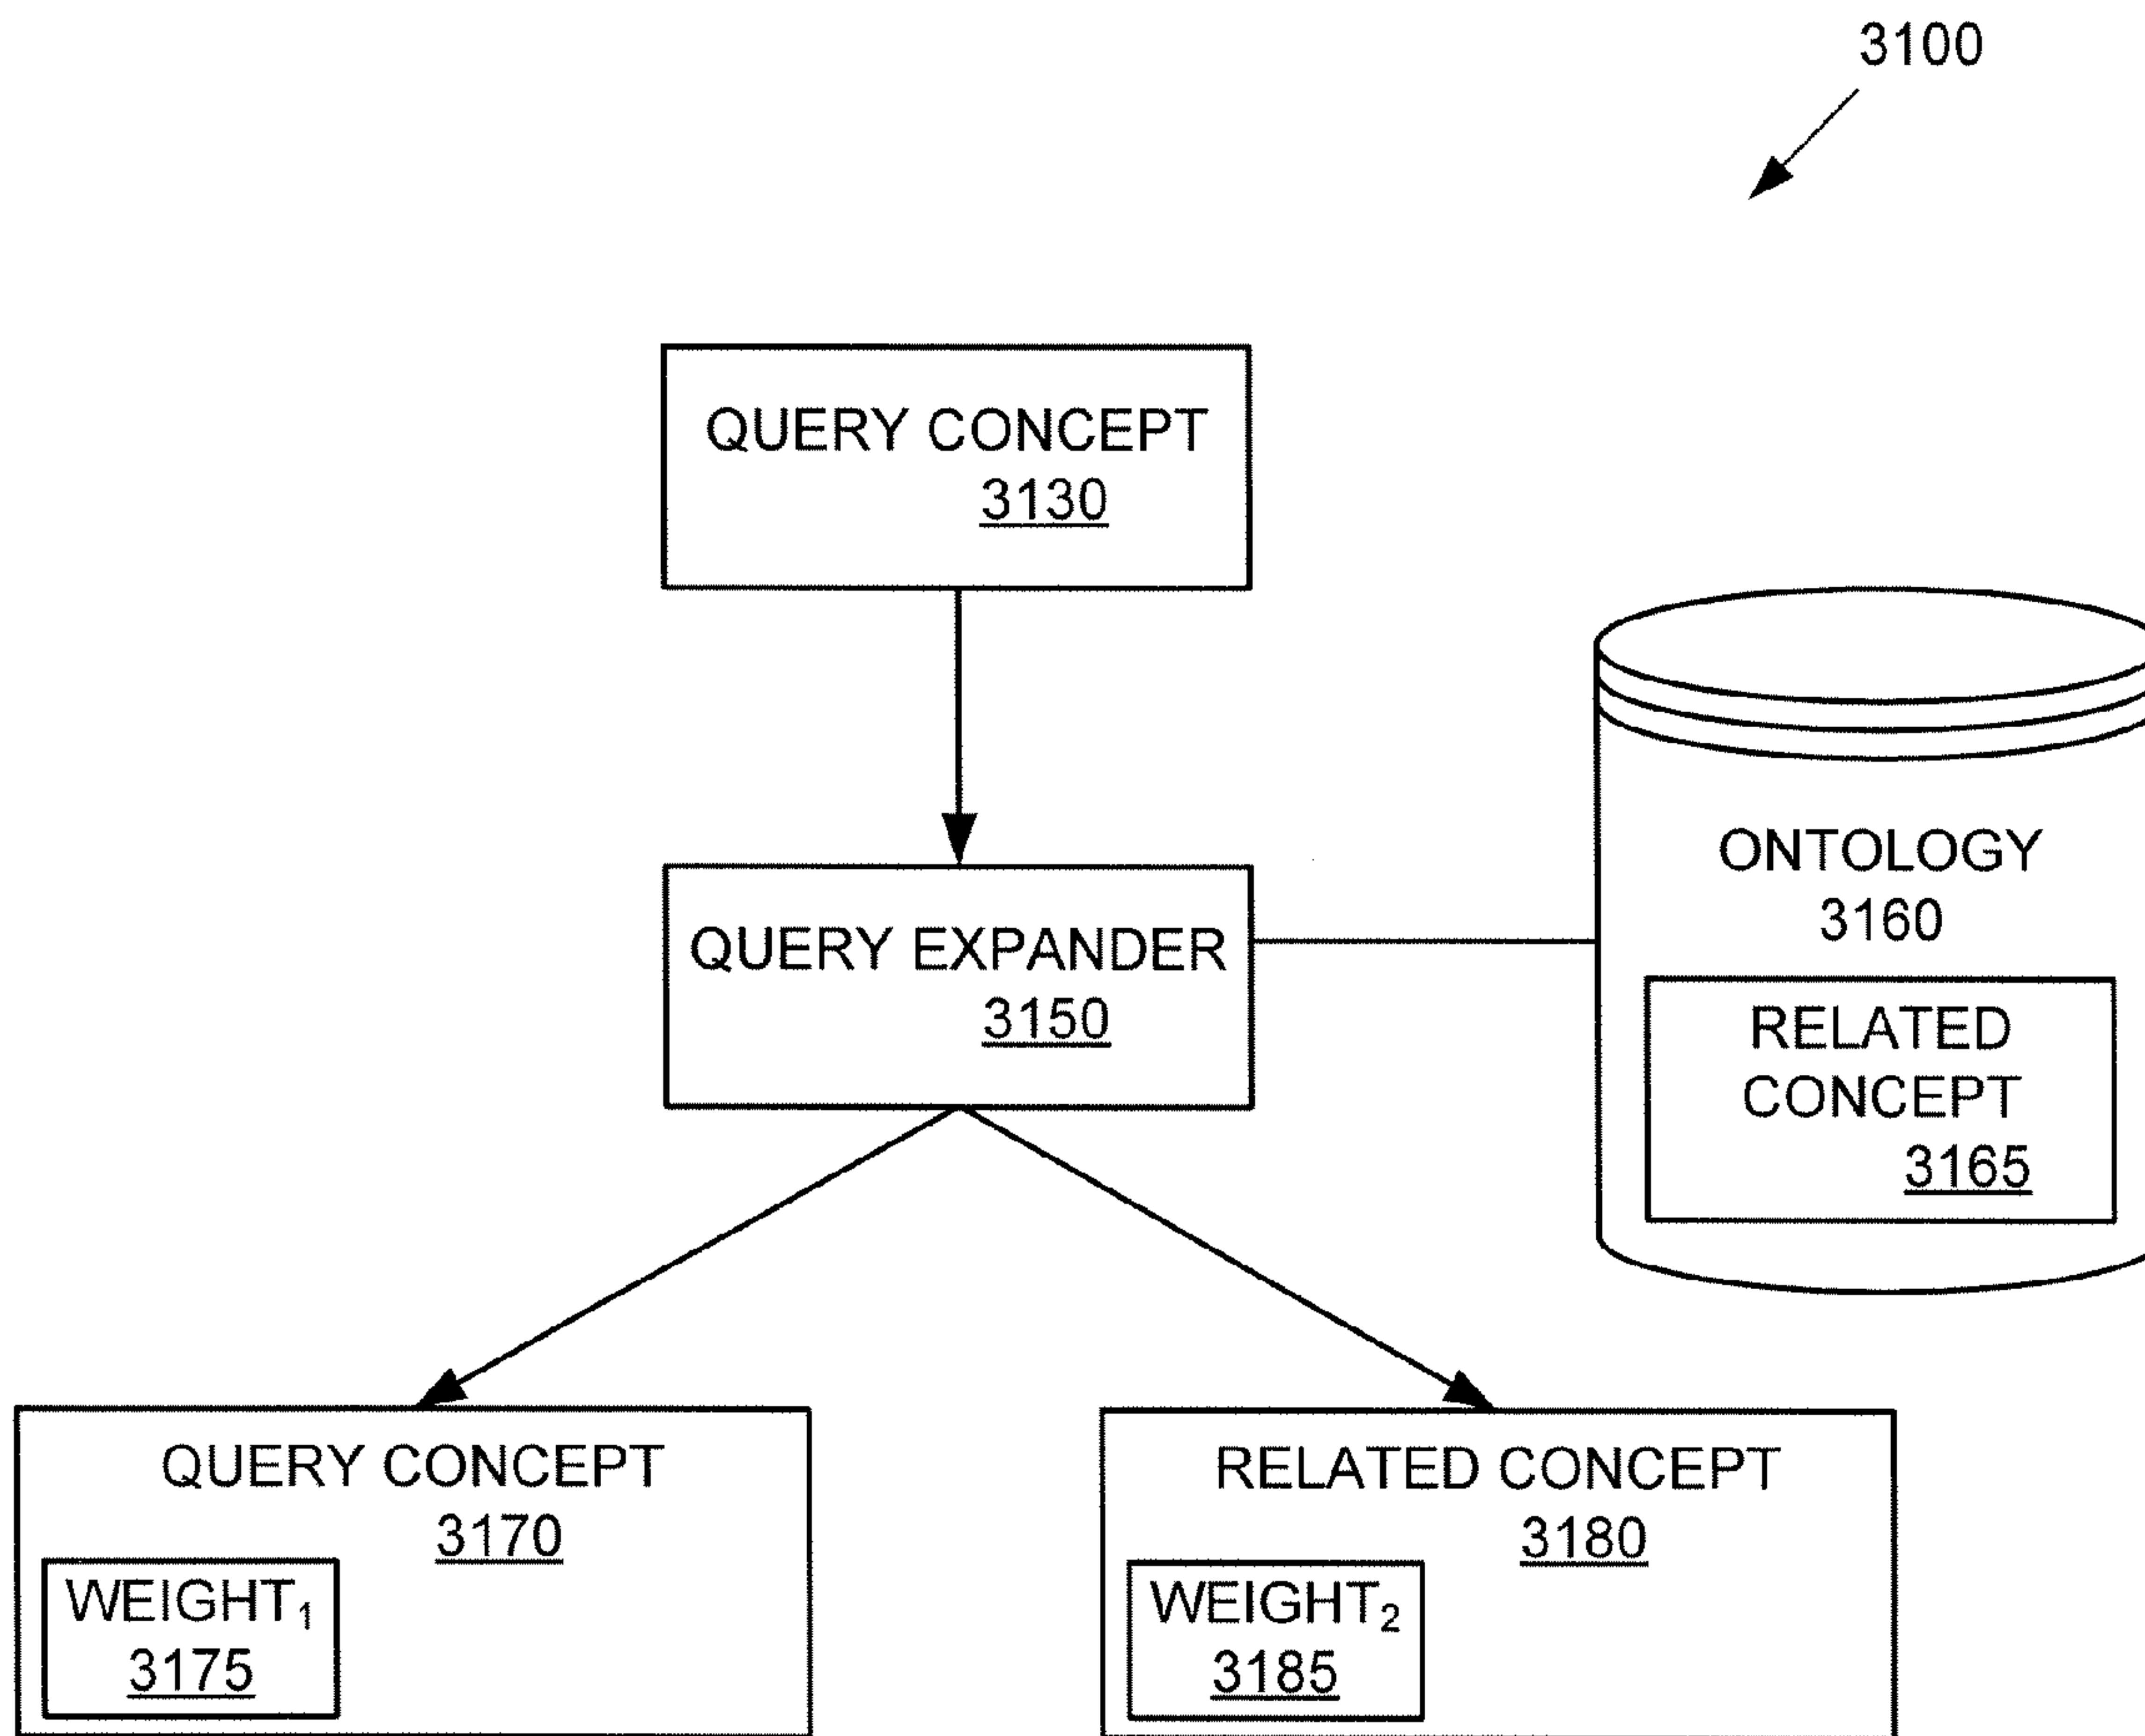 3100
QUERY CONCEPT
3130
QUERY EXPANDER
3150
ONTOLOGY
3160
RELATED
CONCEPT
3165
QUERY CONCEPT
3170
WEIGHT₁
3175
RELATED CONCEPT
3180
WEIGHT₂
3185